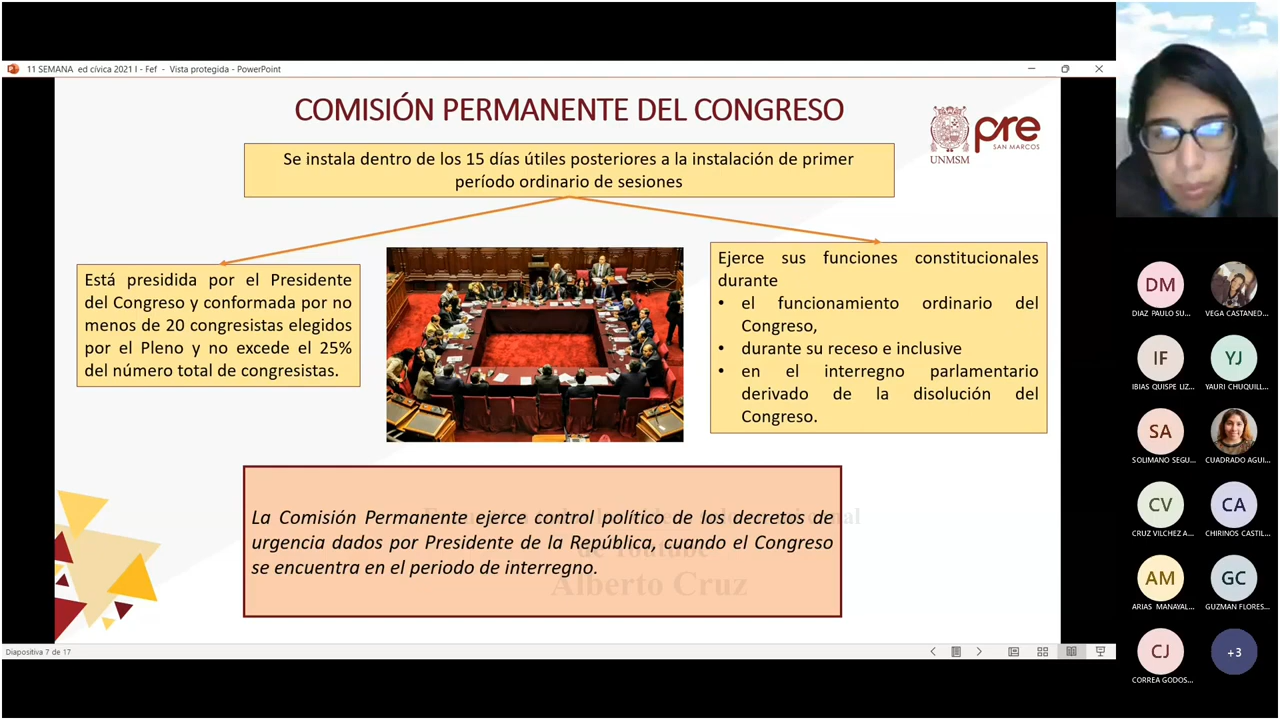 11 SEMANA ed cívica 2021 I - Fef - Vista protegida - PowerPoint
COMISIÓN PERMANENTE DEL CONGRESO
UNMSM
pre
SAN MARCOS
Se instala dentro de los 15 días útiles posteriores a la instalación de primer
período ordinario de sesiones
Está presidida por el Presidente
del Congreso y conformada por no
menos de 20 congresistas elegidos
por el Pleno y no excede el 25%
del número total de congresistas.
Ejerce sus funciones constitucionales
durante
• el funcionamiento ordinario del
Congreso,
• durante su receso e inclusive
• en el interregno parlamentario
derivado de la disolución del
Congreso.
La Comisión Permanente ejerce control político de los decretos de
urgencia dados por Presidente de la República, cuando el Congreso
se encuentra en el periodo de interregno.
de Youtube
Alberto Cruz
Diapositiva 7 de 17
DM
DIAZ PAULO SU...
VEGA CASTANED...
IF
IBIAS QUISPE LIZ...
YJ
YAURI CHUQUILL...
SA
SOLIMANO SEGU...
CUADRADO AGUI...
CV
CRUZ VILCHEZ A...
CA
CHIRINOS CASTIL...
AM
ARIAS MANAYAL...
GC
GUZMAN FLORES...
CJ
CORREA GODOS...
+3